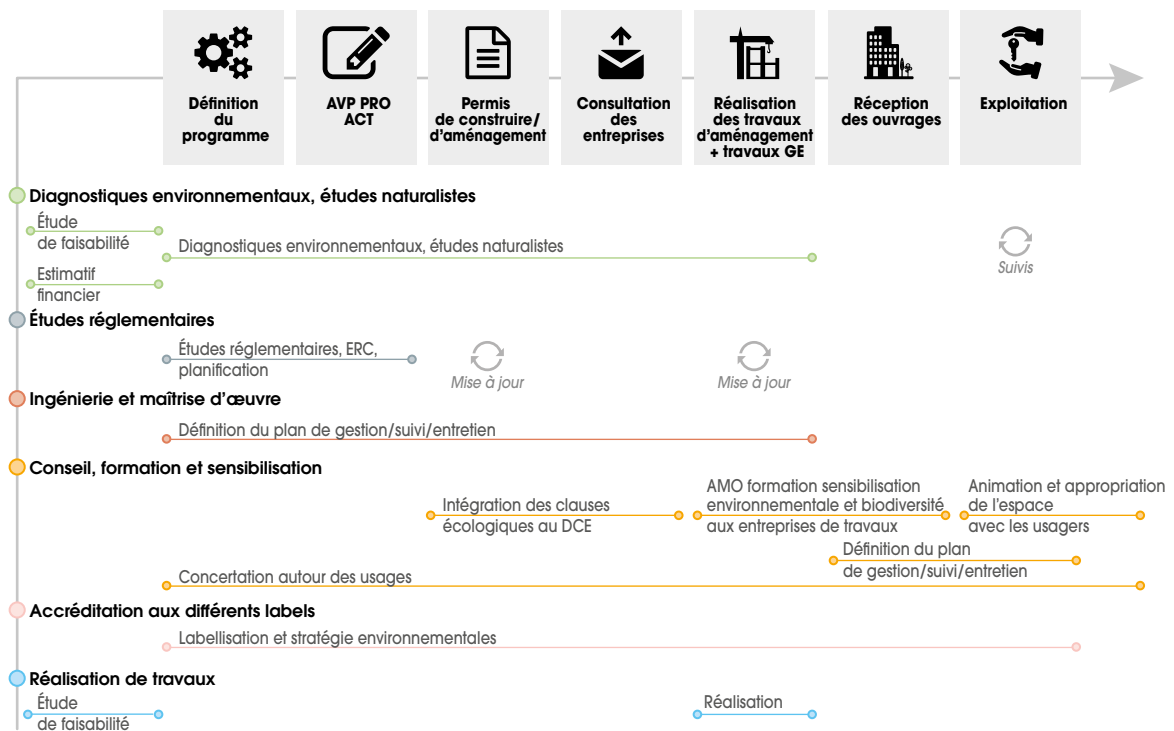 Définition
du
programme
AVP PRO
ACT
Permis
de construire/
d'aménagement
Consultation
des
entreprises
Réalisation
des travaux
d'aménagement
+ travaux GE
Réception
des ouvrages
Exploitation
Diagnostiques environnementaux, études naturalistes
Étude
de faisabilité
Diagnostiques environnementaux, études naturalistes
Suivis
Estimatif
financier
Études réglementaires
Études réglementaires, ERC,
planification
Mise à jour
Mise à jour
Ingénierie et maîtrise d'œuvre
Définition du plan de gestion/suivi/entretien
Conseil, formation et sensibilisation
Intégration des clauses
écologiques au DCE
AMO formation sensibilisation
environnementale et biodiversité
aux entreprises de travaux
Animation et appropriation
de l'espace
avec les usagers
Définition du plan
de gestion/suivi/entretien
Concertation autour des usages
Accréditation aux différents labels
Labellisation et stratégie environnementales
Réalisation de travaux
Étude
de faisabilité
Réalisation